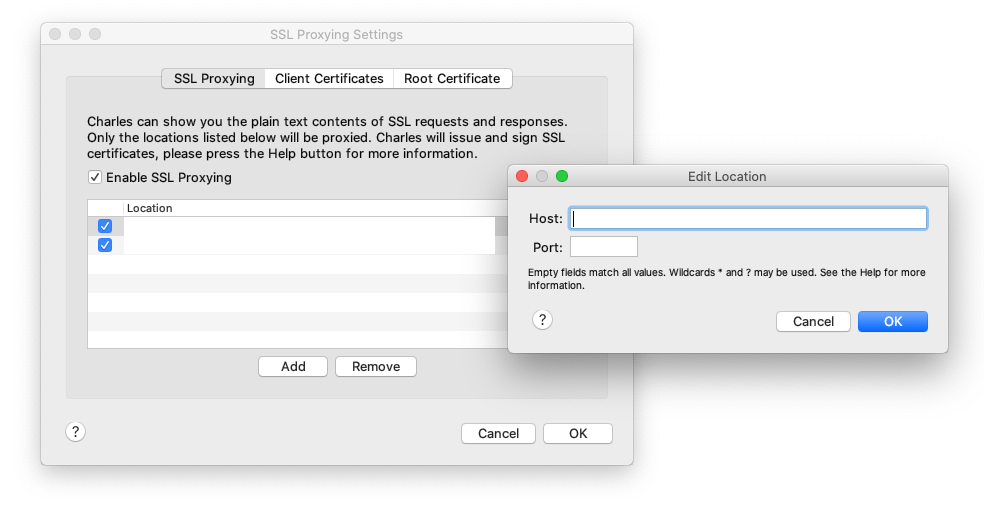 SSL Proxying Settings
SSL Proxying
Client Certificates
Root Certificate
Charles can show you the plain text contents of SSL requests and responses.
Only the locations listed below will be proxied. Charles will issue and sign SSL
certificates, please press the Help button for more information.
Enable SSL Proxying
Location
Add
Remove
?
Cancel
OK
Edit Location
Host:
Port:
Empty fields match all values. Wildcards * and ? may be used. See the Help for more
information.
?
Cancel
OK